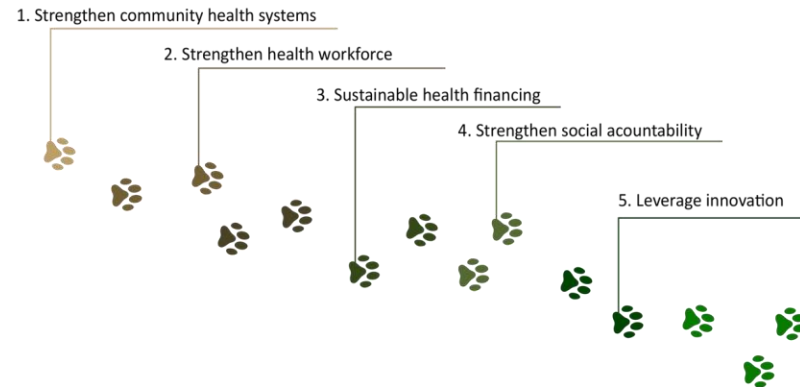 1. Strengthen community health systems
2. Strengthen health workforce
3. Sustainable health financing
4. Strengthen social acountability
5. Leverage innovation